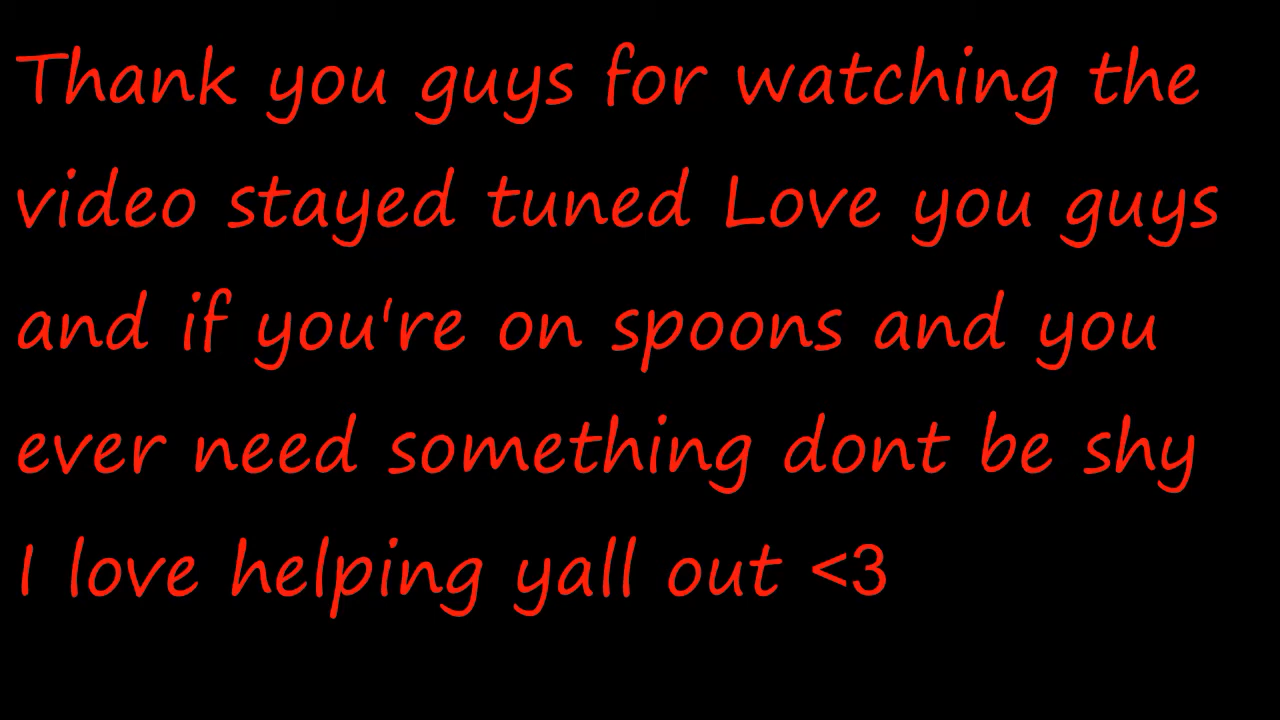 Thank you guys for watching the
video stayed tuned Love you guys
and if you're on spoons and you
ever need something dont be shy
I love helping yall out <3